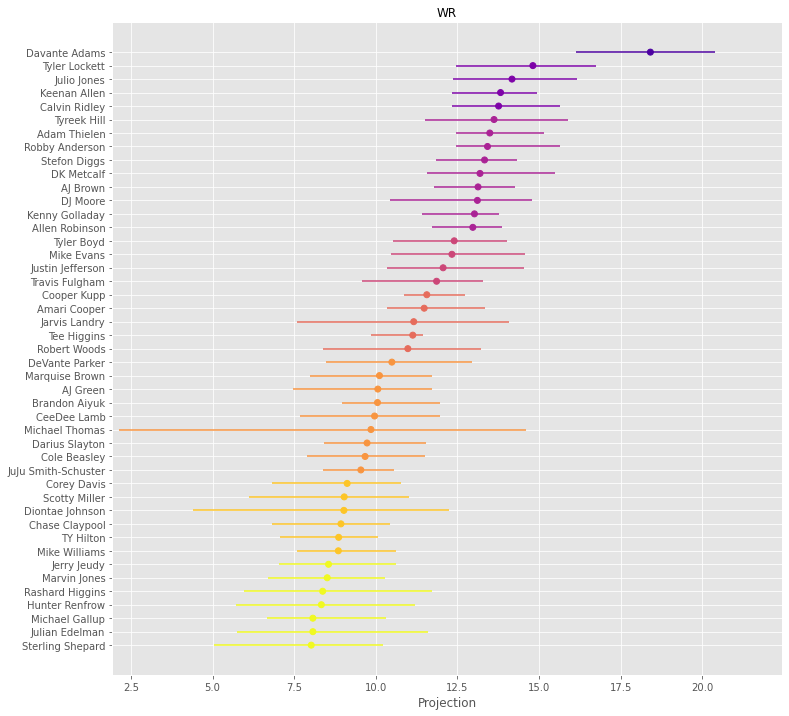 WR
Davante Adams
Tyler Lockett
Julio Jones
Keenan Allen
Calvin Ridley
Tyreek Hill
Adam Thielen
Robby Anderson
Stefon Diggs
DK Metcalf
AJ Brown
DJ Moore
Kenny Golladay
Allen Robinson
Tyler Boyd
Mike Evans
Justin Jefferson
Travis Fulgham
Cooper Kupp
Amari Cooper
Jarvis Landry
Tee Higgins
Robert Woods
DeVante Parker
Marquise Brown
AJ Green
Brandon Aiyuk
CeeDee Lamb
Michael Thomas
Darius Slayton
Cole Beasley
JuJu Smith-Schuster
Corey Davis
Scotty Miller
Diontae Johnson
Chase Claypool
TY Hilton
Mike Williams
Jerry Jeudy
Marvin Jones
Rashard Higgins
Hunter Renfrow
Michael Gallup
Julian Edelman
Sterling Shepard
2.5 5.0 7.5 10.0 12.5 15.0 17.5 20.0
Projection